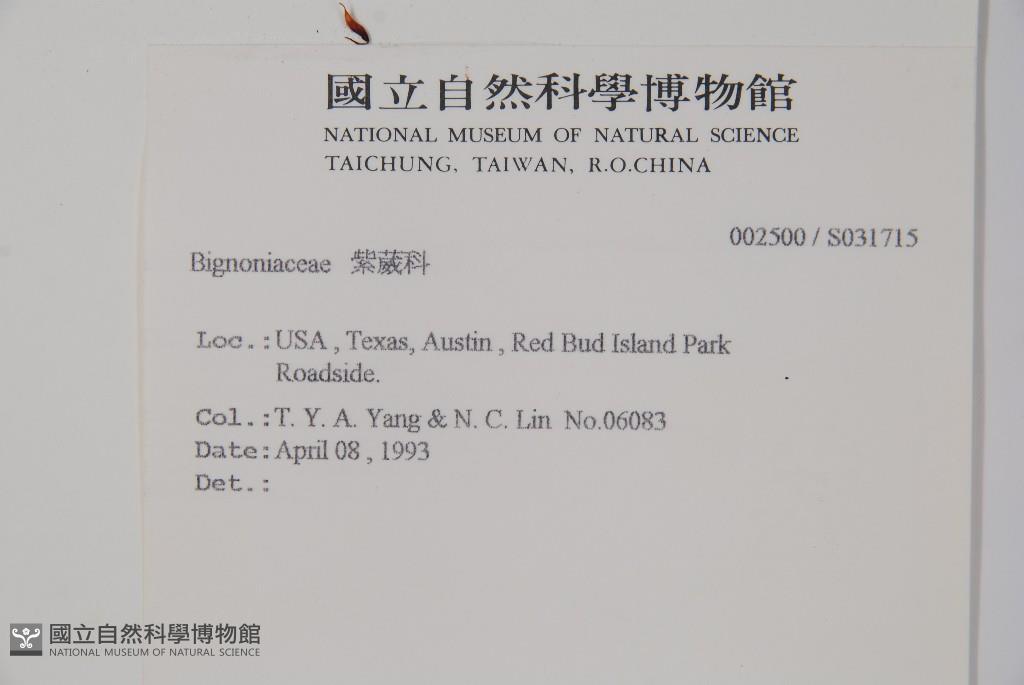 國立自然科學博物館
NATIONAL MUSEUM OF NATURAL SCIENCE
TAICHUNG, TAIWAN, R.O.CHINA
002500 / S031715
Bignoniaceae 紫葳科
Loc.: USA , Texas, Austin , Red Bud Island Park
Roadside.
Col.: T. Y. A. Yang & N. C. Lin No.06083
Date: April 08 , 1993
Det.:
國立自然科學博物館
NATIONAL MUSEUM OF NATURAL SCIENCE